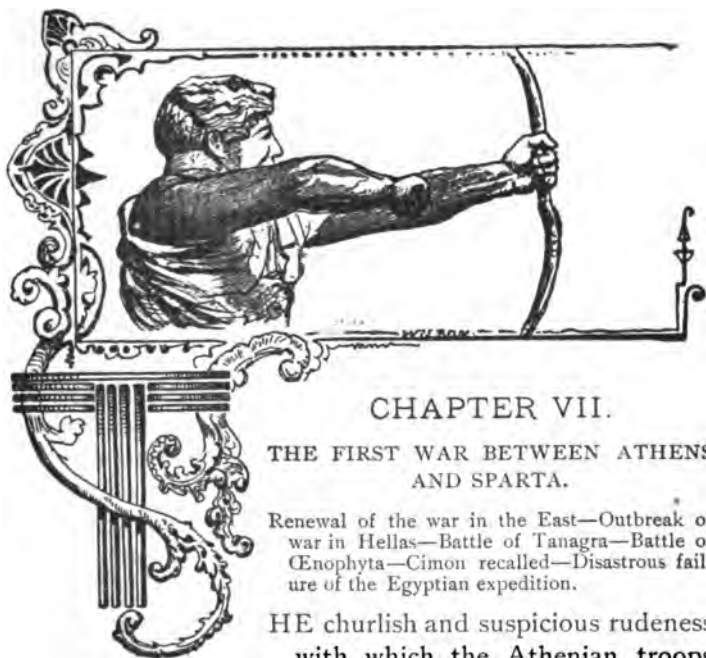 CHAPTER VII.
THE FIRST WAR BETWEEN ATHENS
AND SPARTA.
Renewal of the war in the East—Outbreak o
war in Hellas—Battle of Tanagra—Battle o
Œnophyta—Cimon recalled—Disastrous fail
ure of the Egyptian expedition.
THE churlish and suspicious rudeness
with which the Athenian troops